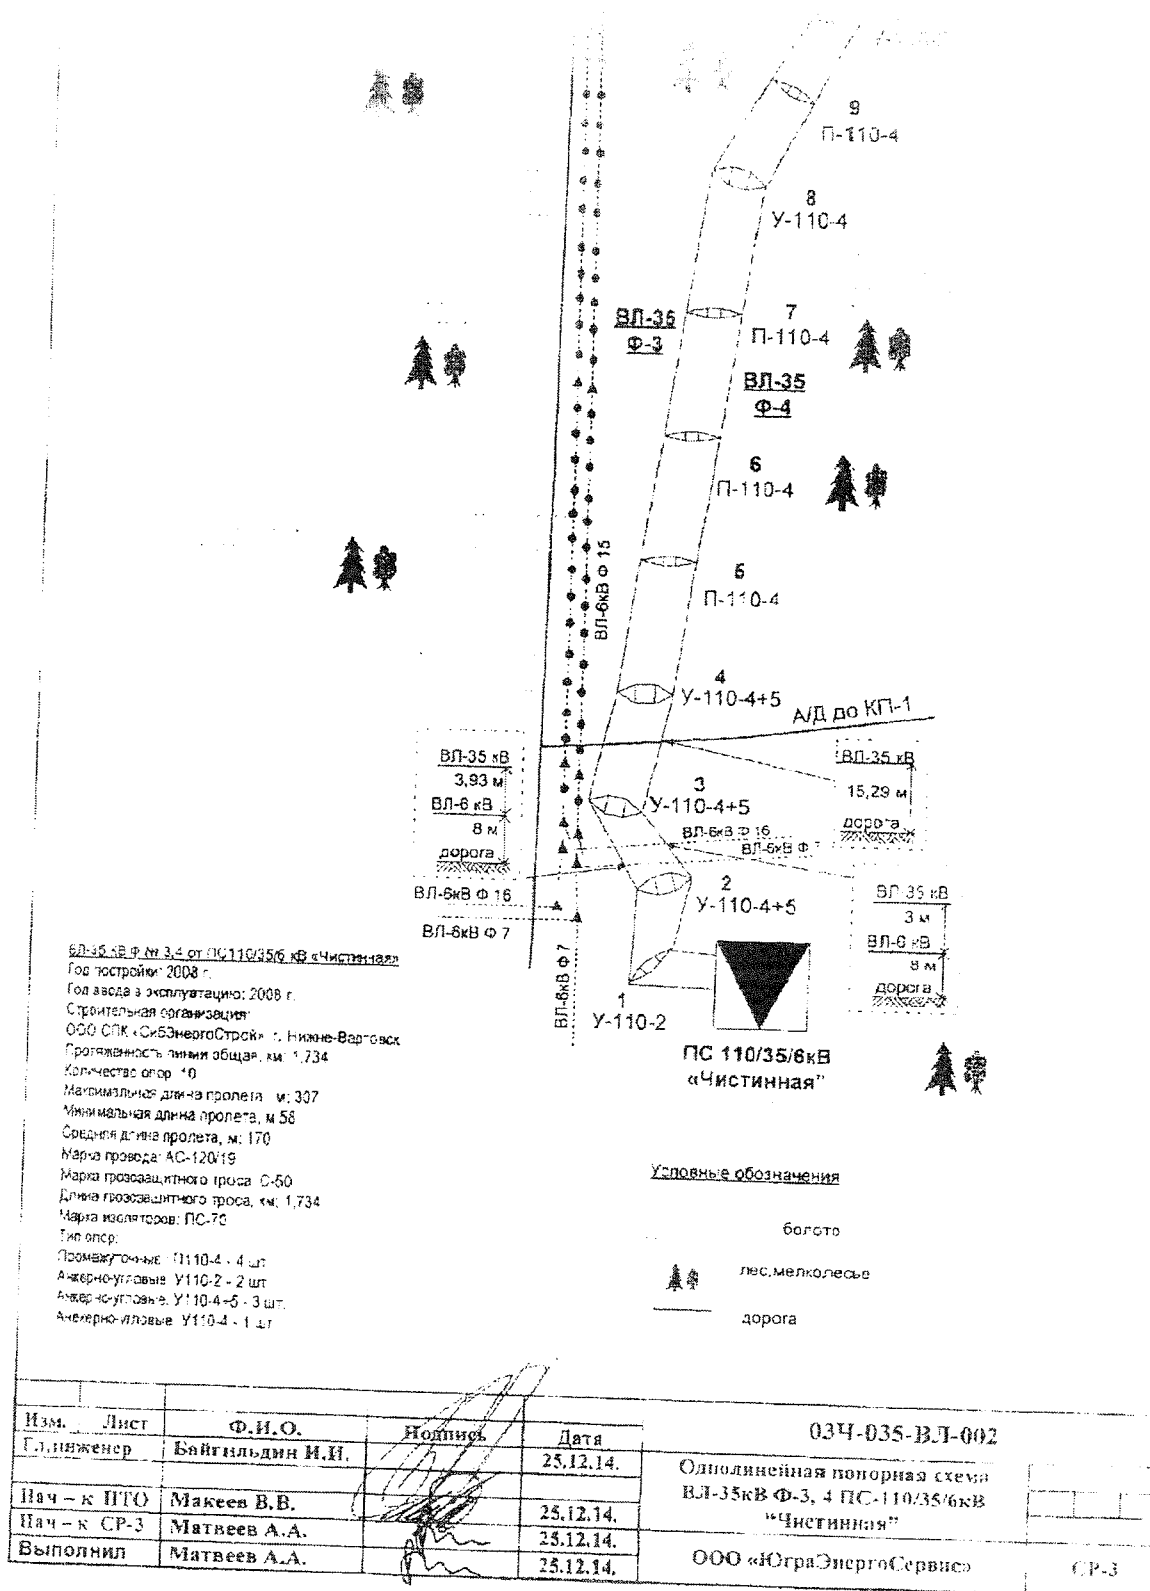 9
П-110-4
8
У-110-4
ВЛ-35
Ф-3
7
П-110-4
ВЛ-35
Ф-4
6
П-110-4
5
П-110-4
ВЛ-6кВ Ф 15
4
У-110-4+5
А/Д до КП-1
ВЛ-35 кВ
3,93 м
ВЛ-6 кВ
8 м
дорога
ВЛ-35 кВ
15,29 м
дорога
3
У-110-4+5
ВЛ-6кВ Ф 16
ВЛ-6кВ Ф 7
2
У-110-4+5
ВЛ-6кВ Ф 16
ВЛ-6кВ Ф 7
ВЛ-35 кВ
3 м
ВЛ-6 кВ
8 м
дорога
ВЛ-6кВ Ф 7
1
У-110-2
ПС 110/35/6кВ
«Чистинная"
ВЛ-35 кВ Ф № 3,4 от ПС110/35/6 кВ «Чистинная»
Год постройки: 2008 г.
Год ввода в эксплуатацию: 2008 г.
Строительная организация:
ООО СПК «СибЭнергоСтрой» г. Нижне-Вартовск
Протяженность линии общая, км: 1,734
Количество опор: 10
Максимальная длина пролета, м: 307
Минимальная длина пролета, м 58
Средняя длина пролета, м: 170
Марка провода: АС-120/19
Марка грозозащитного троса: С-50
Длина грозозащитного троса, км: 1,734
Марка изоляторов: ПС-70
Тип опор:
Промежуточные: П110-4 - 4 шт
Анкерно-угловые: У110-2 - 2 шт
Анкерно-угловые: У110-4+5 - 3 шт.
Анекерно-угловые: У110-4 - 1 шт
Условные обозначения
болото
лес,мелколесье
дорога
Изм. Лист Ф.И.О. Подпись Дата
03Ч-035-ВЛ-002
Гл.инженер Байгильдин И.И. 25.12.14.
Нач – к ПТО Макеев В.В. 25.12.14.
Нач – к СР-3 Матвеев А.А. 25.12.14.
Выполнил Матвеев А.А. 25.12.14.
Однолинейная поопорная схема
ВЛ-35кВ Ф-3, 4 ПС-110/35/6кВ
"Чистинная"
ООО «ЮграЭнергоСервис»
СР-3